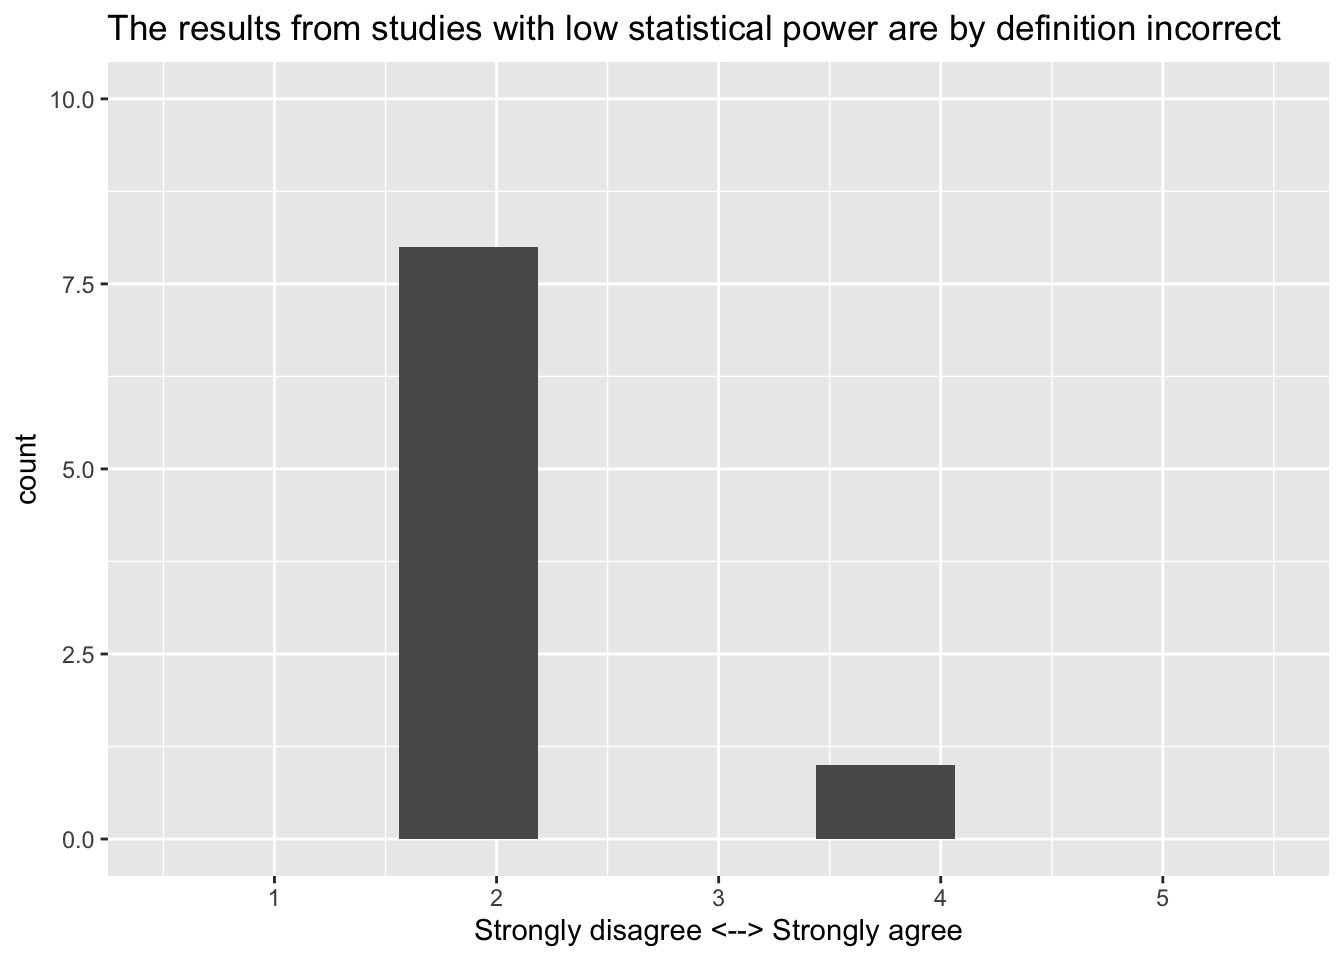 The results from studies with low statistical power are by definition incorrect
10.0
7.5
5.0
2.5
0.0
count
1 2 3 4 5
Strongly disagree <--> Strongly agree